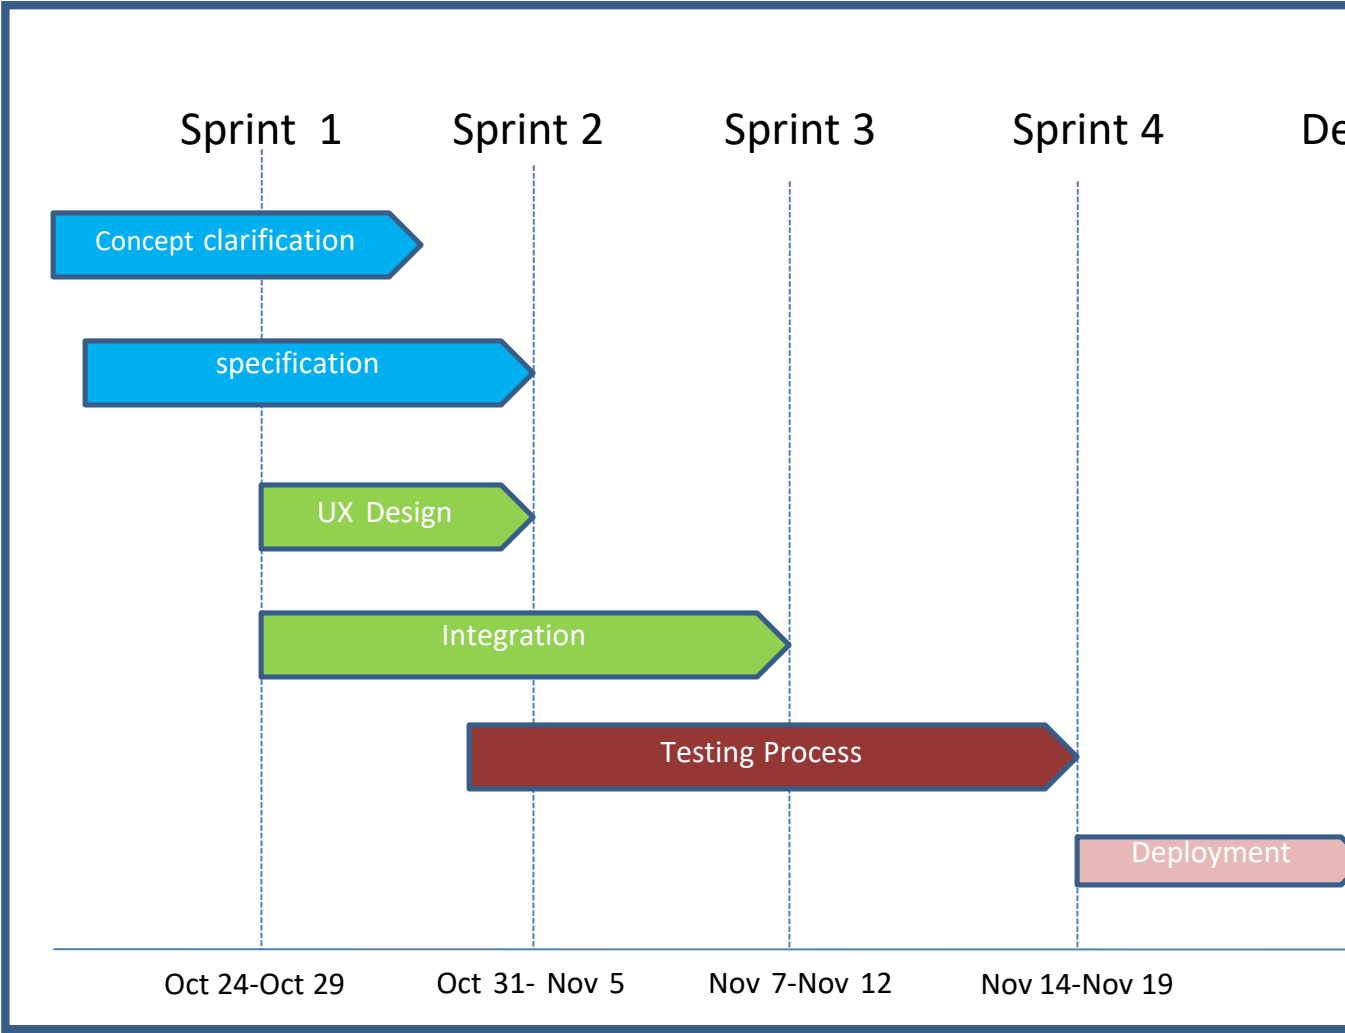 Sprint 1
Sprint 2
Sprint 3
Sprint 4
Concept clarification
specification
UX Design
Integration
Testing Process
Deployment
Oct 24-Oct 29
Oct 31- Nov 5
Nov 7-Nov 12
Nov 14-Nov 19